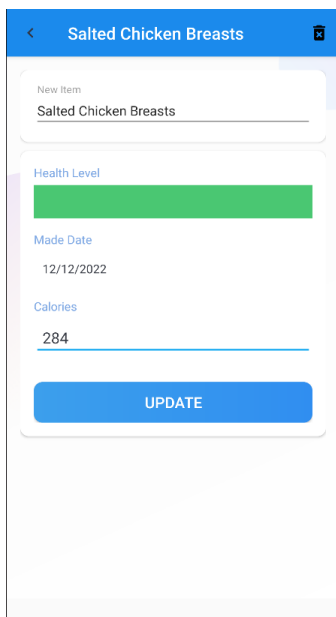 Salted Chicken Breasts
New Item
Salted Chicken Breasts
Health Level
Made Date
12/12/2022
Calories
284
UPDATE